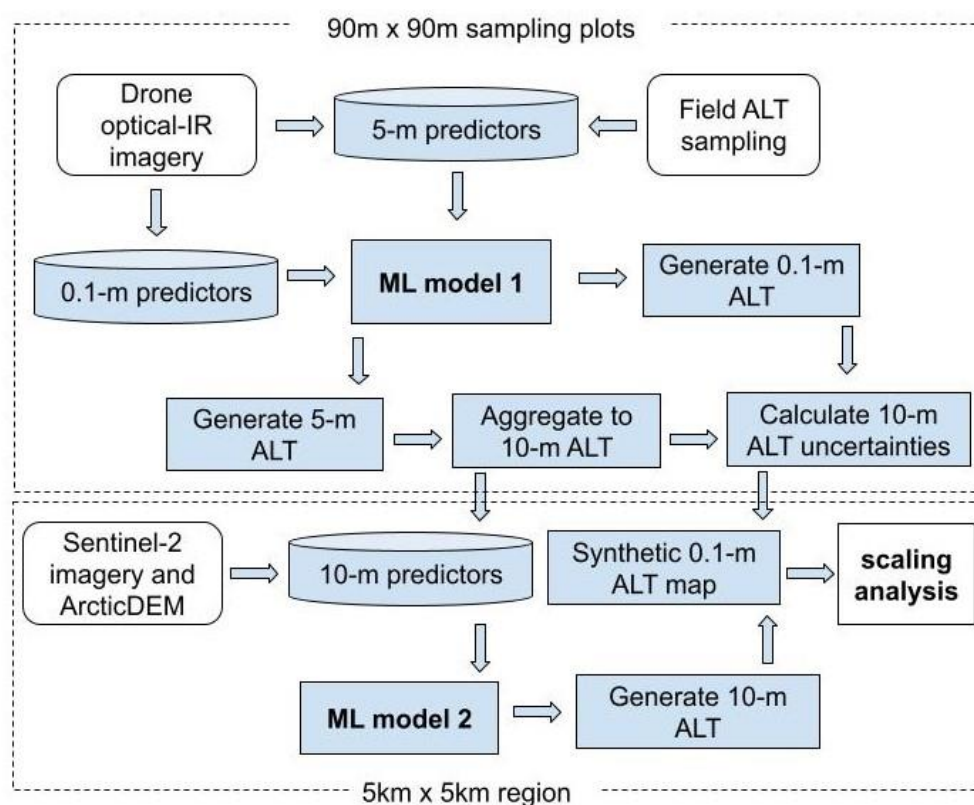 90m x 90m sampling plots
Drone
optical-IR
imagery
5-m predictors
Field ALT
sampling
0.1-m predictors
ML model 1
Generate 0.1-m
ALT
Generate 5-m
ALT
Aggregate to
10-m ALT
Calculate 10-m
ALT uncertainties
Sentinel-2
imagery and
ArcticDEM
10-m predictors
Synthetic 0.1-m
ALT map
scaling
analysis
ML model 2
Generate 10-m
ALT
5km x 5km region